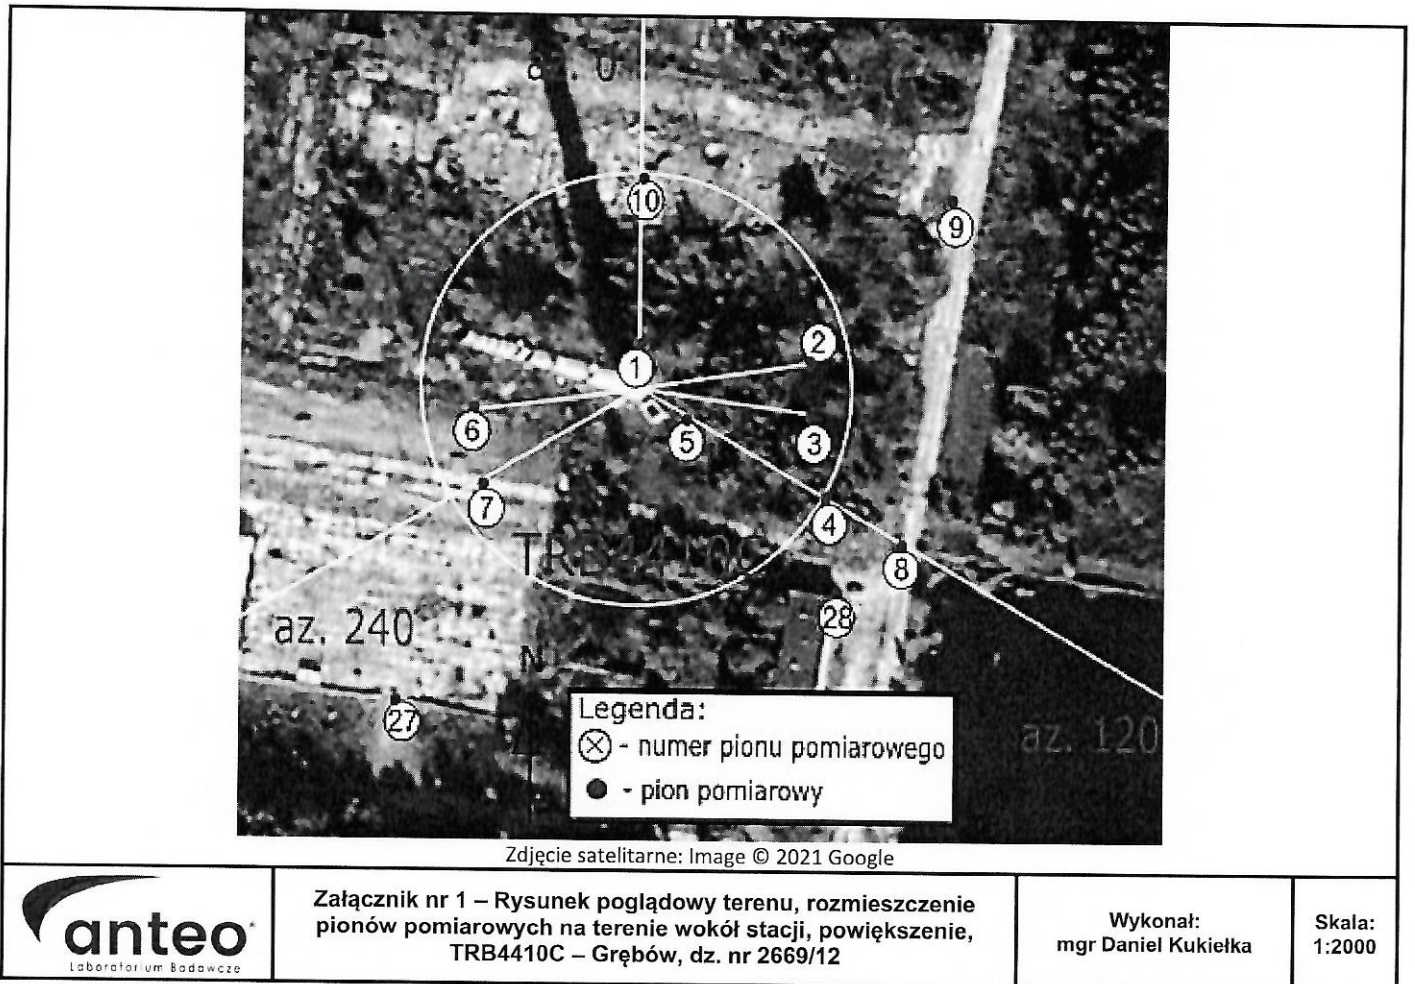 10
9
2
1
6
5
3
7
4
TRB4410C
8
28
az. 240
27
az. 120
Legenda:
- numer pionu pomiarowego
- pion pomiarowy
Zdjęcie satelitarne: Image © 2021 Google
anteo
Laboratorium Badawcze
Załącznik nr 1 – Rysunek poglądowy terenu, rozmieszczenie
pionów pomiarowych na terenie wokół stacji, powiększenie,
TRB4410C – Grębów, dz. nr 2669/12
Wykonał:
mgr Daniel Kukiełka
Skala:
1:2000